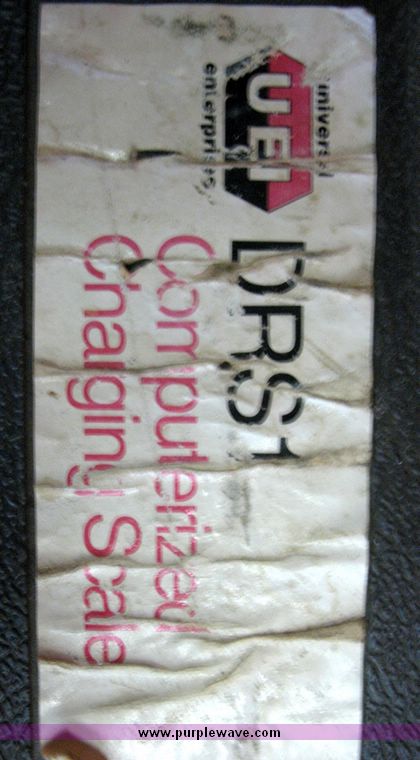 universal
UEI
enterprises
DRS1
Computerized
Charging Scale
www.purplewave.com